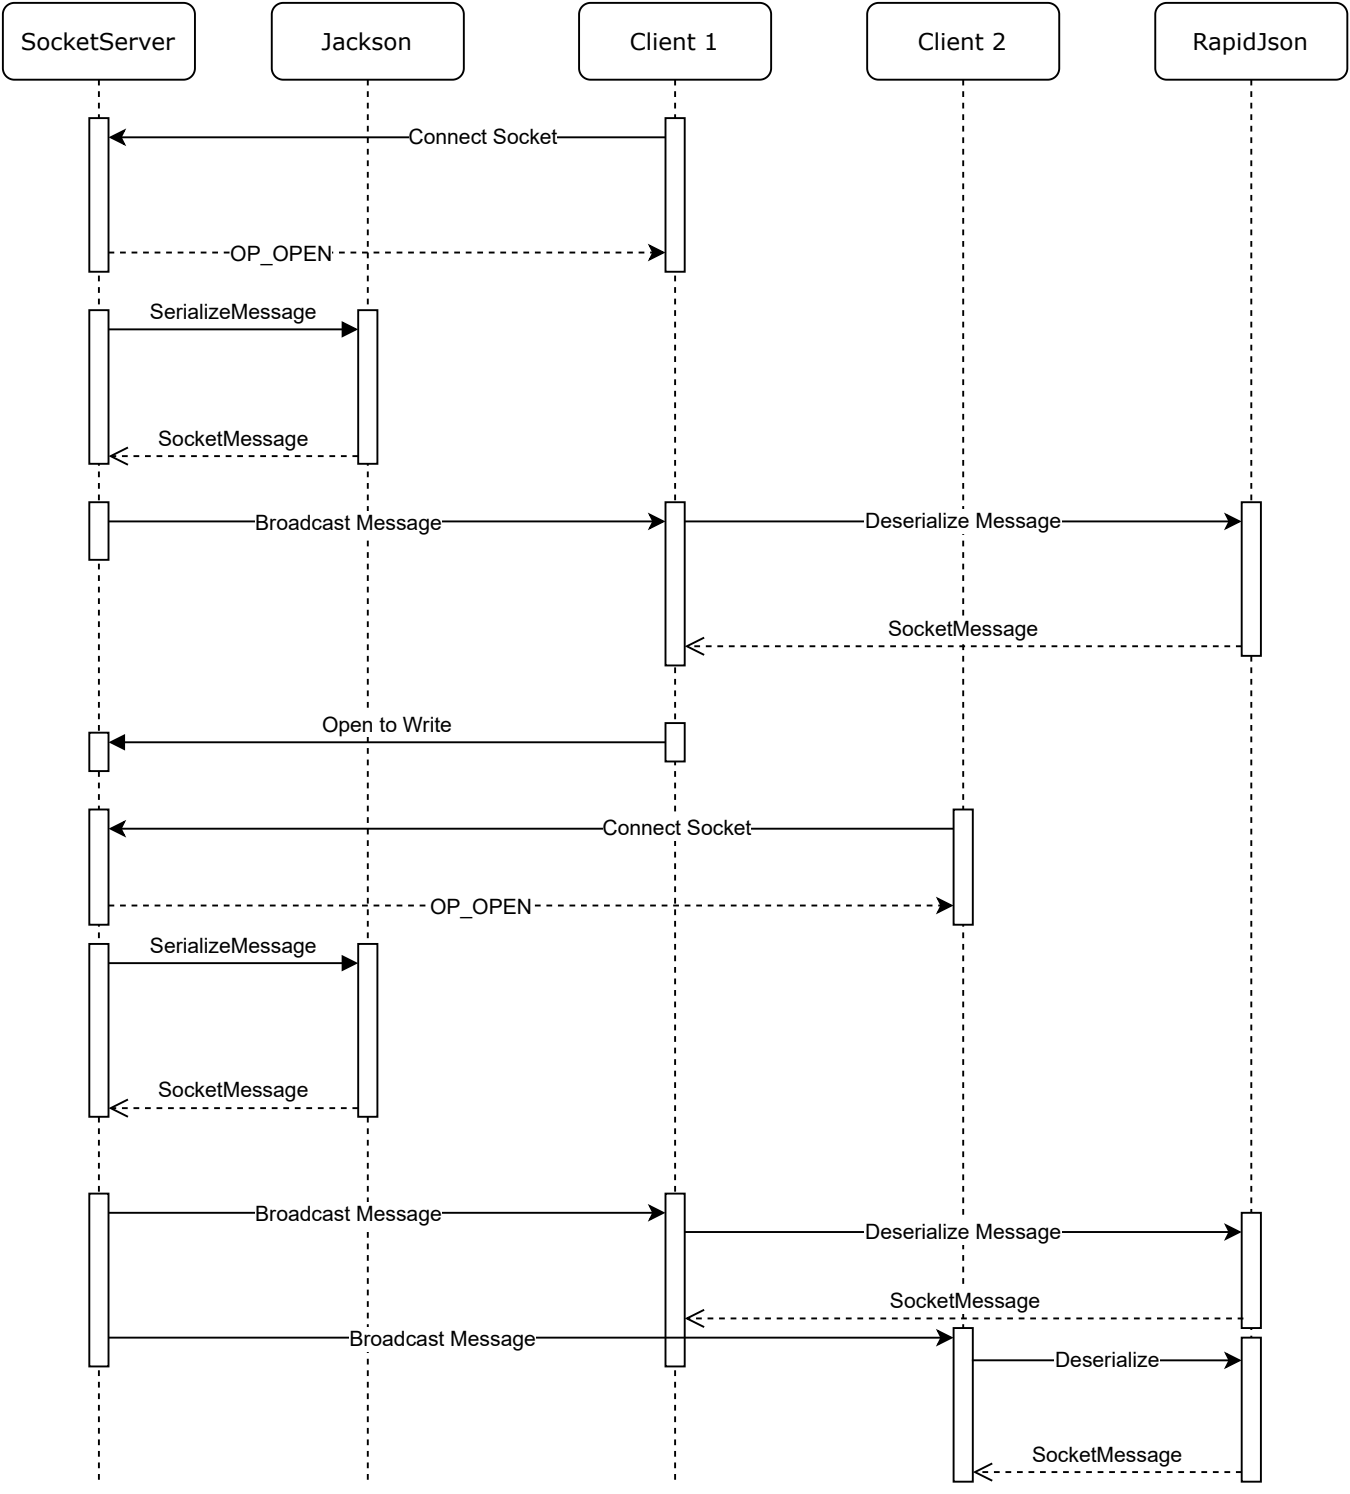 SocketServer
Jackson
Client 1
Client 2
RapidJson
Connect Socket
OP_OPEN
SerializeMessage
SocketMessage
Broadcast Message
Deserialize Message
SocketMessage
Open to Write
Connect Socket
OP_OPEN
SerializeMessage
SocketMessage
Broadcast Message
Deserialize Message
SocketMessage
Broadcast Message
Deserialize
SocketMessage